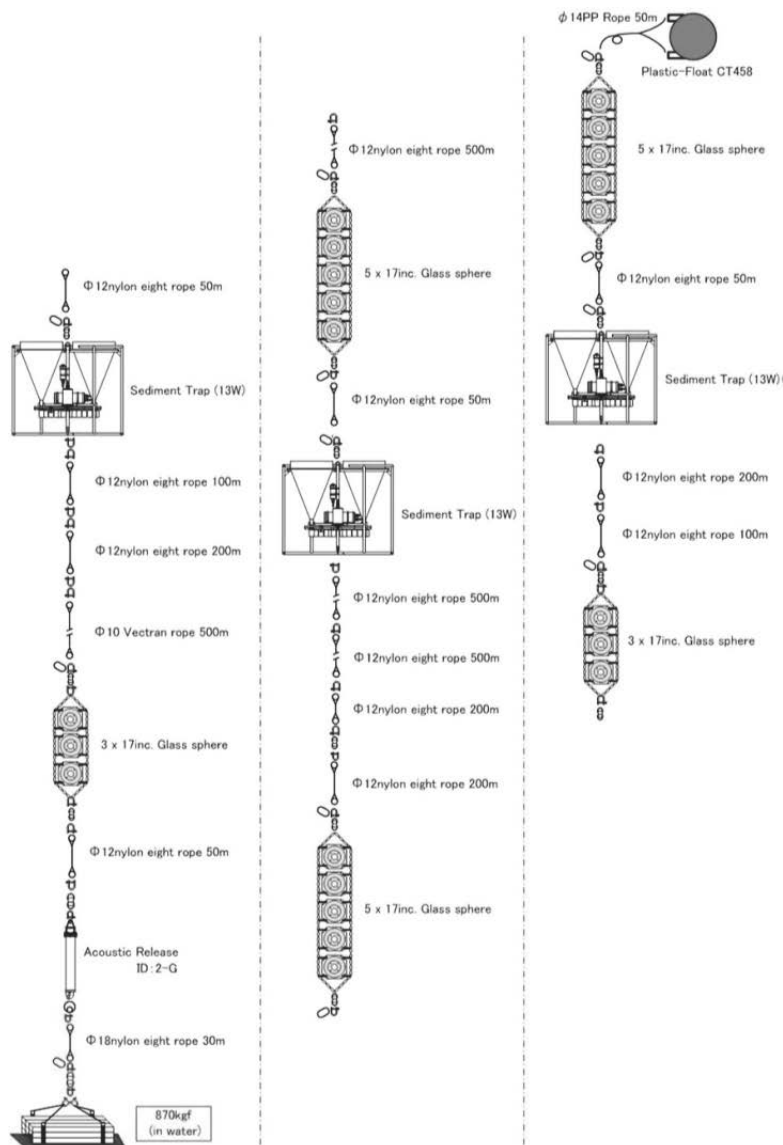 Φ12nylon eight rope 50m
Sediment Trap (13W)
Φ12nylon eight rope 100m
Φ12nylon eight rope 200m
Φ10 Vectran rope 500m
3 x 17inc. Glass sphere
Φ12nylon eight rope 50m
Acoustic Release
ID:2-G
Φ18nylon eight rope 30m
870kgf
(in water)
Φ12nylon eight rope 500m
5 x 17inc. Glass sphere
Φ12nylon eight rope 50m
Sediment Trap (13W)
Φ12nylon eight rope 500m
Φ12nylon eight rope 500m
Φ12nylon eight rope 200m
Φ12nylon eight rope 200m
5 x 17inc. Glass sphere
φ14PP Rope 50m
Plastic-Float CT458
5 x 17inc. Glass sphere
Φ12nylon eight rope 50m
Sediment Trap (13W)
Φ12nylon eight rope 200m
Φ12nylon eight rope 100m
3 x 17inc. Glass sphere